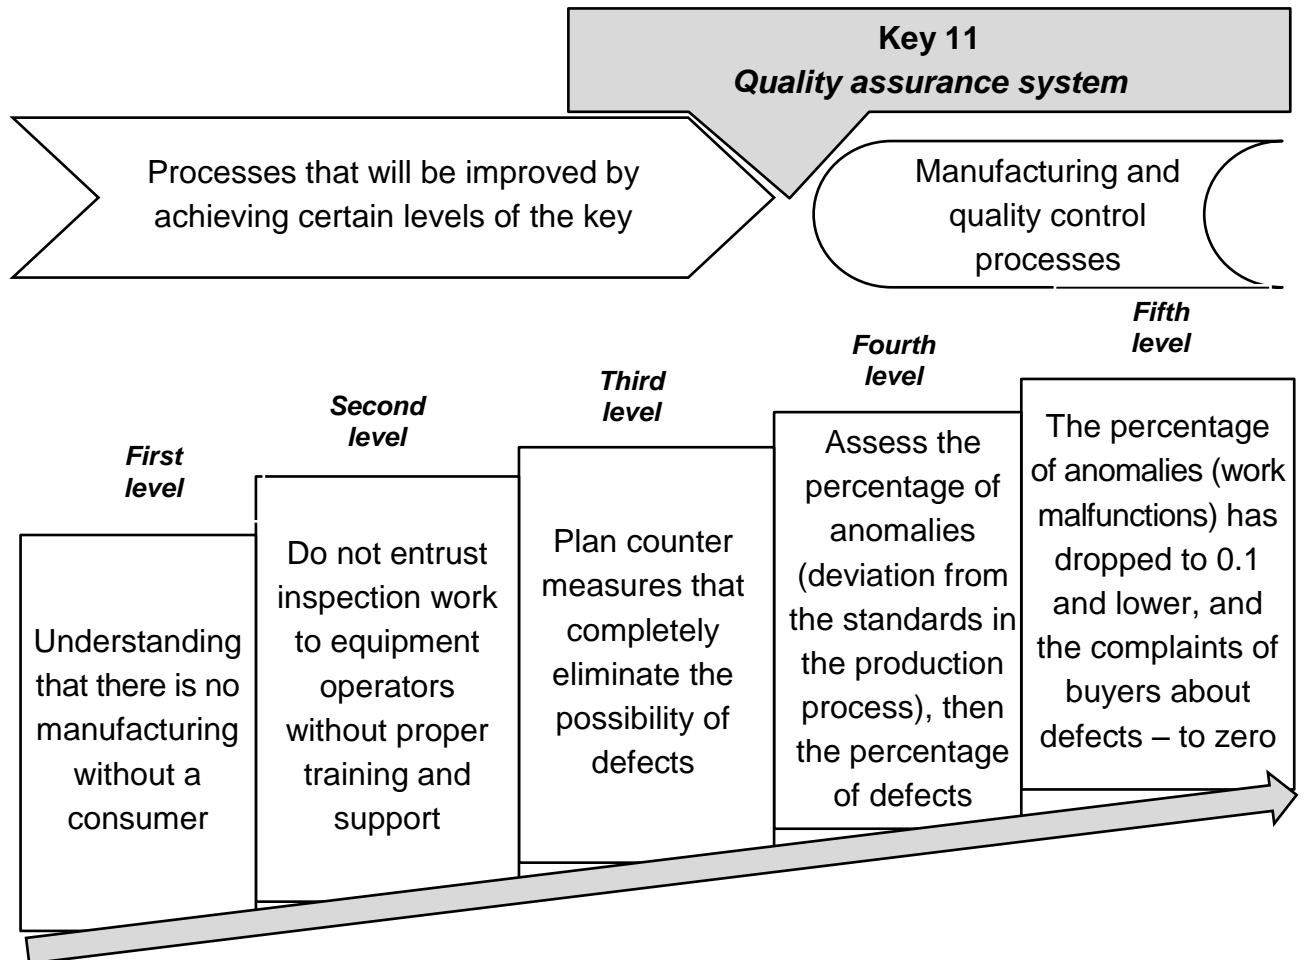 Key 11
Quality assurance system
Processes that will be improved by
achieving certain levels of the key
Manufacturing and
quality control
processes
First
level
Understanding
that there is no
manufacturing
without a
consumer
Second
level
Do not entrust
inspection work
to equipment
operators
without proper
training and
support
Third
level
Plan counter
measures that
completely
eliminate the
possibility of
defects
Fourth
level
Assess the
percentage of
anomalies
(deviation from
the standards in
the production
process), then
the percentage
of defects
Fifth
level
The percentage
of anomalies (work
malfunctions) has
dropped to 0.1
and lower, and
the complaints of
buyers about
defects – to zero